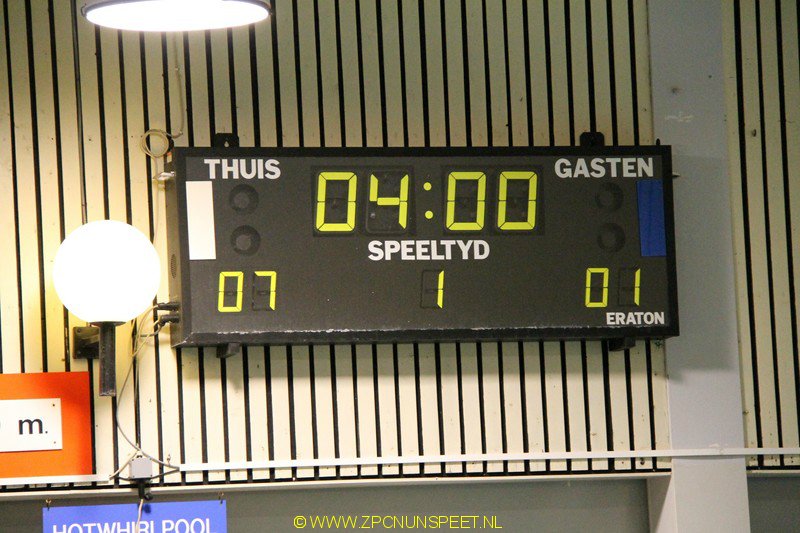 THUIS GASTEN
04:00
SPEELTYD
07 1 01
ERATON
m.
HOTWHIRLPOOL
©WWW.ZPCNUNSPEET.NL